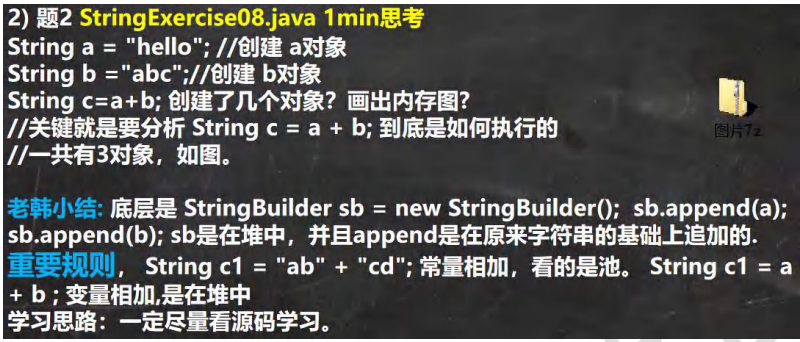 2) 题2 StringExercise08.java 1min思考
String a = "hello"; //创建 a对象
String b ="abc";//创建 b对象
String c=a+b; 创建了几个对象？画出内存图？
//关键就是要分析 String c = a + b; 到底是如何执行的
//一共有3对象，如图。
图片7z
老韩小结: 底层是 StringBuilder sb = new StringBuilder(); sb.append(a);
sb.append(b); sb是在堆中，并且append是在原来字符串的基础上追加的.
重要规则， String c1 = "ab" + "cd"; 常量相加，看的是池。 String c1 = a
+ b ; 变量相加,是在堆中
学习思路：一定尽量看源码学习。